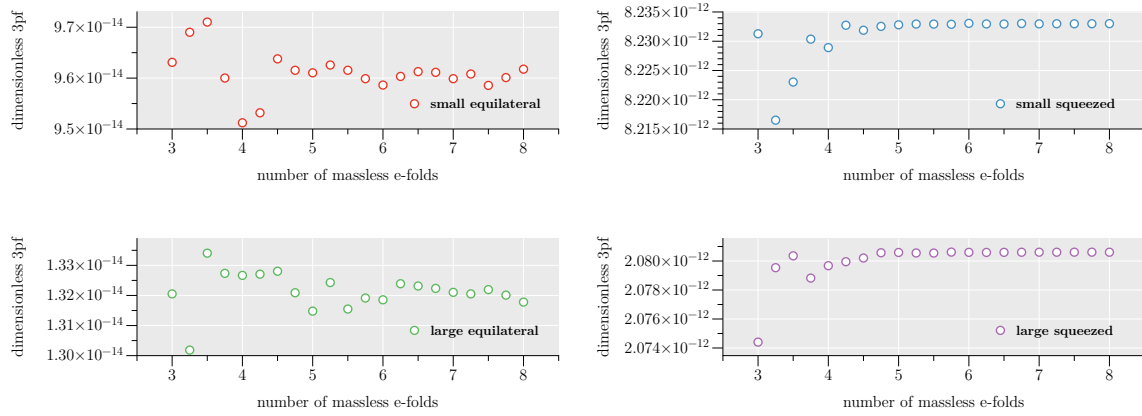 dimensionless 3pf
9.7×10⁻¹⁴
9.6×10⁻¹⁴
9.5×10⁻¹⁴
small equilateral
3 4 5 6 7 8
number of massless e-folds
dimensionless 3pf
8.235×10⁻¹²
8.230×10⁻¹²
8.225×10⁻¹²
8.220×10⁻¹²
8.215×10⁻¹²
small squeezed
3 4 5 6 7 8
number of massless e-folds
dimensionless 3pf
1.33×10⁻¹⁴
1.32×10⁻¹⁴
1.31×10⁻¹⁴
1.30×10⁻¹⁴
large equilateral
3 4 5 6 7 8
number of massless e-folds
dimensionless 3pf
2.080×10⁻¹²
2.078×10⁻¹²
2.076×10⁻¹²
2.074×10⁻¹²
large squeezed
3 4 5 6 7 8
number of massless e-folds